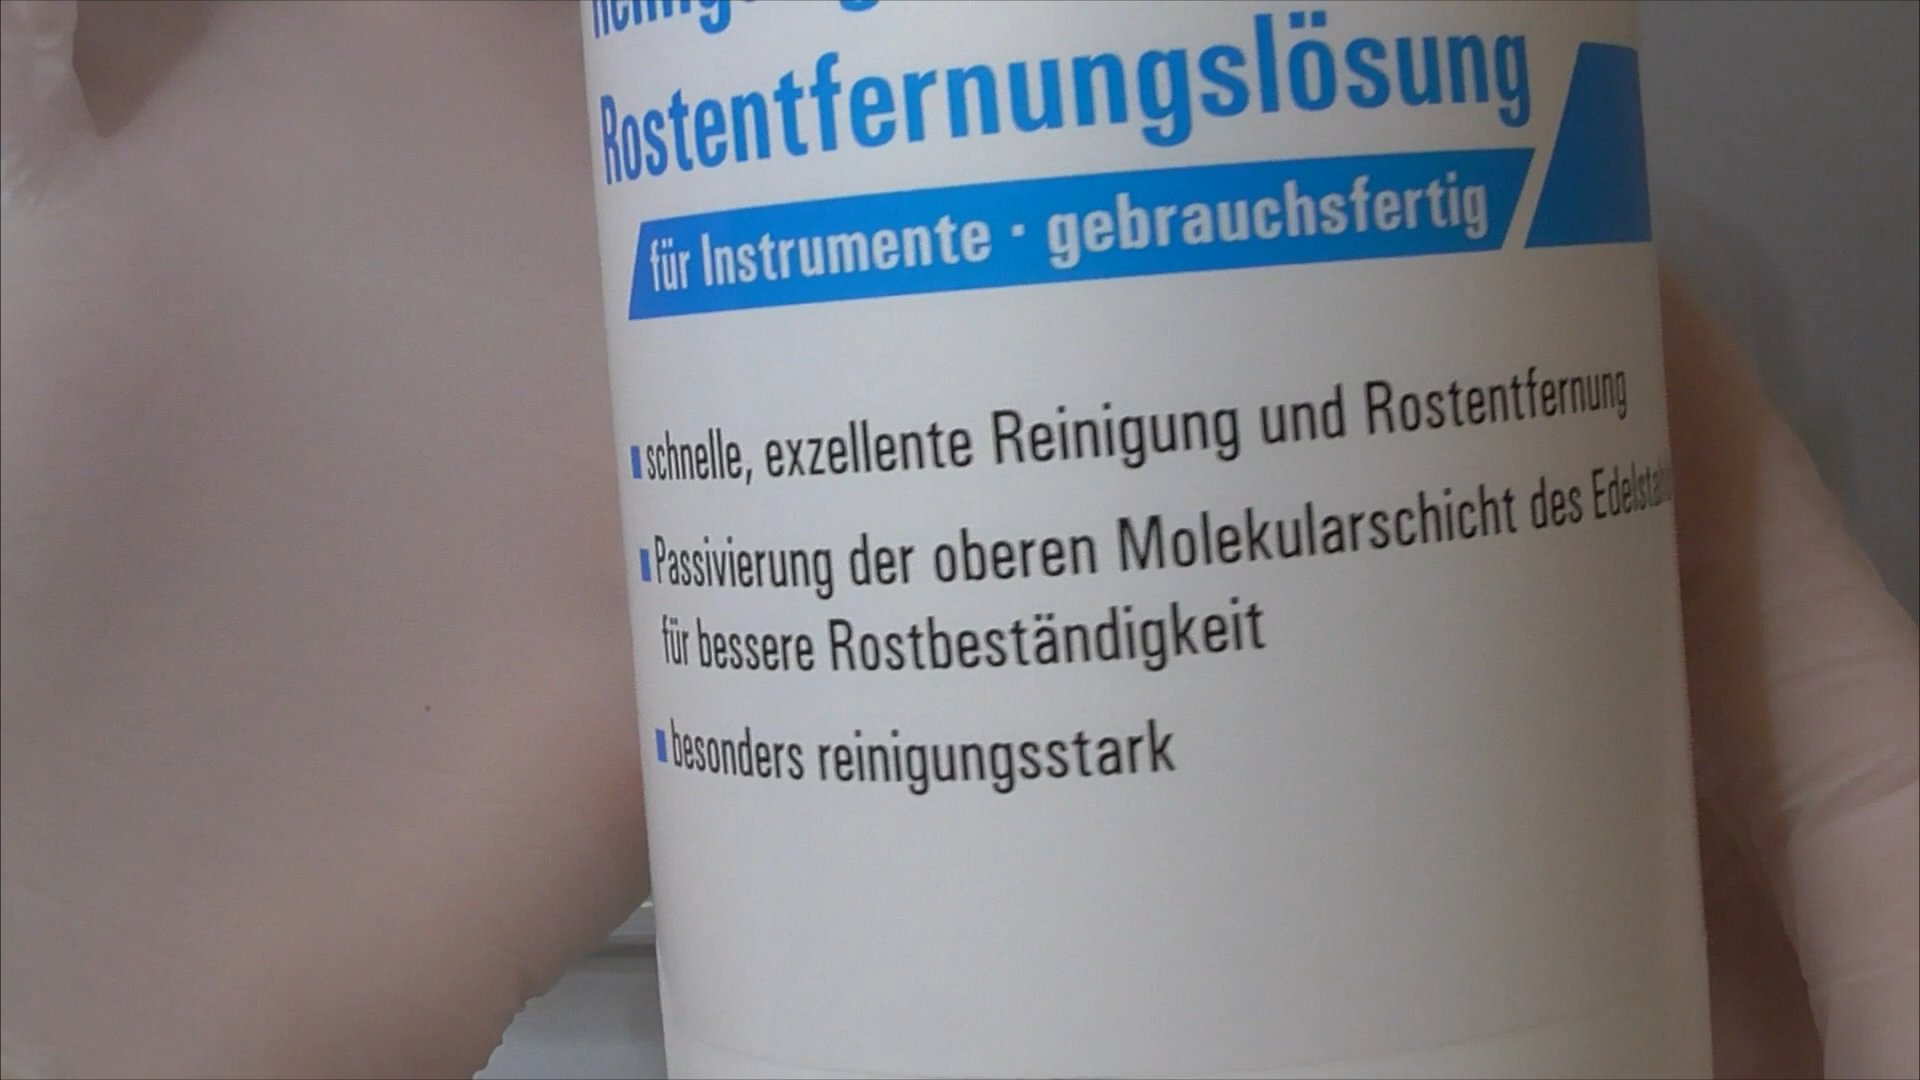 Rostentfernungslösung
für Instrumente · gebrauchsfertig
schnelle, exzellente Reinigung und Rostentfernung
Passivierung der oberen Molekularschicht des
für bessere Rostbeständigkeit
besonders reinigungsstark